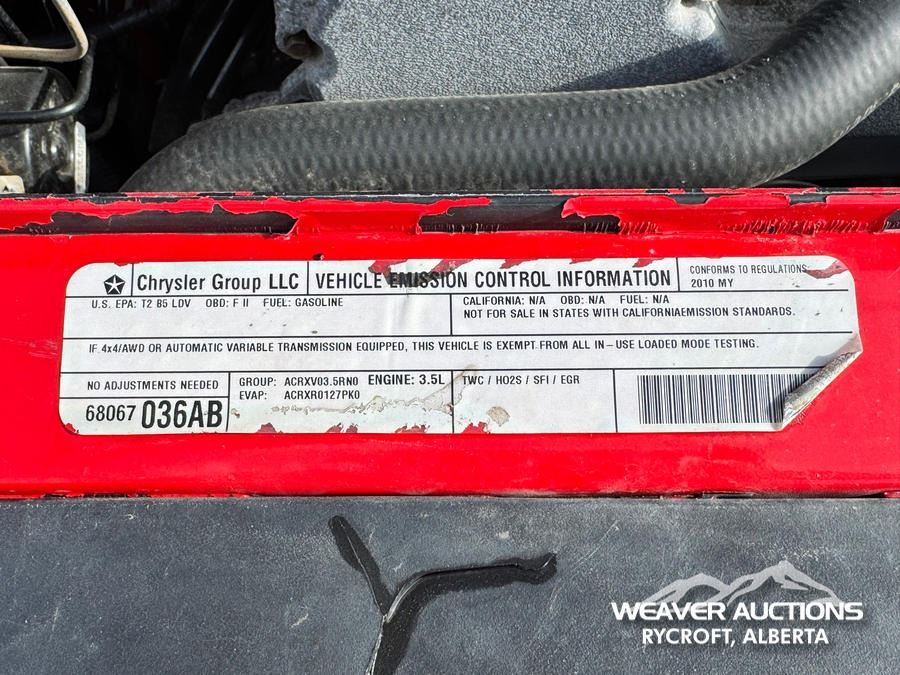 Chrysler Group LLC
VEHICLE EMISSION CONTROL INFORMATION
CONFORMS TO REGULATIONS:
2010 MY
U.S. EPA: T2 B5 LDV OBD: F II FUEL: GASOLINE
CALIFORNIA: N/A OBD: N/A FUEL: N/A
NOT FOR SALE IN STATES WITH CALIFORNIAEMISSION STANDARDS.
IF 4x4/AWD OR AUTOMATIC VARIABLE TRANSMISSION EQUIPPED, THIS VEHICLE IS EXEMPT FROM ALL IN–USE LOADED MODE TESTING.
NO ADJUSTMENTS NEEDED
68067 036AB
GROUP: ACRXV03.5RN0 ENGINE: 3.5L
EVAP: ACRXR0127PK0
TWC / HO2S / SFI / EGR
WEAVER AUCTIONS
RYCROFT, ALBERTA